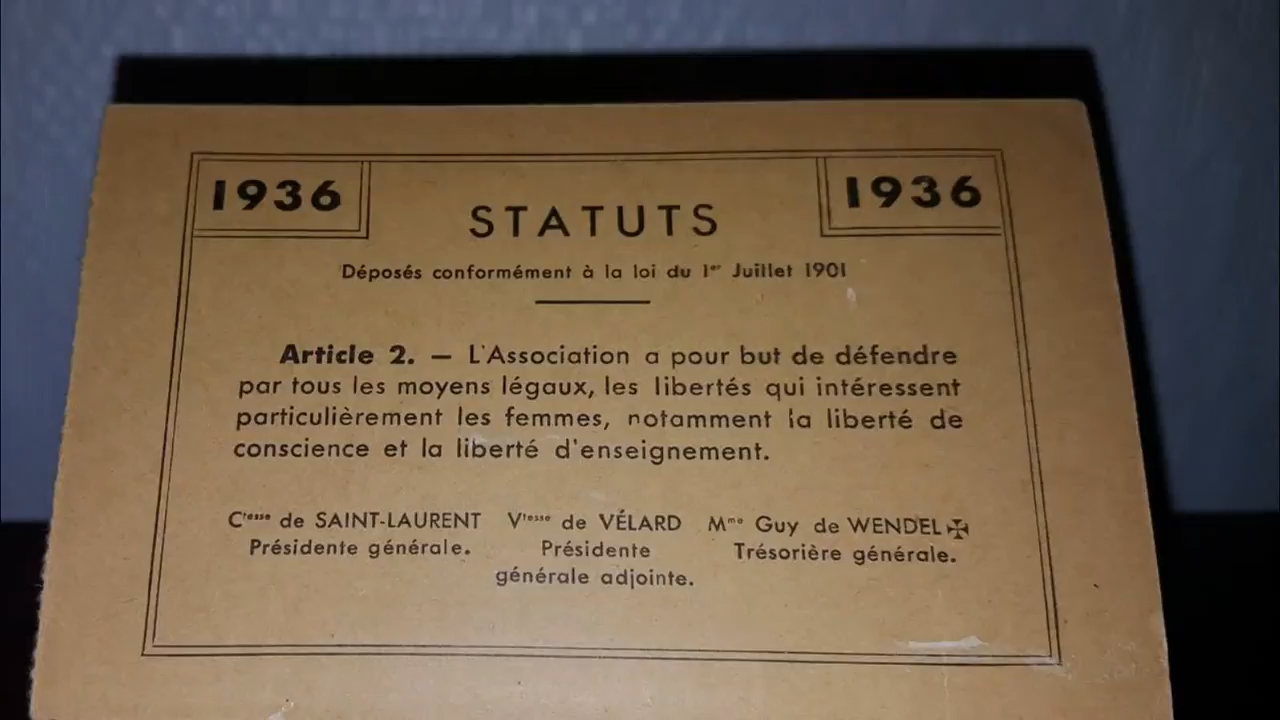 1936
1936
STATUTS
Déposés conformément à la loi du 1er Juillet 1901
Article 2. — L'Association a pour but de défendre
par tous les moyens légaux, les libertés qui intéressent
particulièrement les femmes, notamment la liberté de
conscience et la liberté d'enseignement.
Ctesse de SAINT-LAURENT Vtesse de VÉLARD Mme Guy de WENDEL ✠
Présidente générale. Présidente Trésorière générale.
générale adjointe.